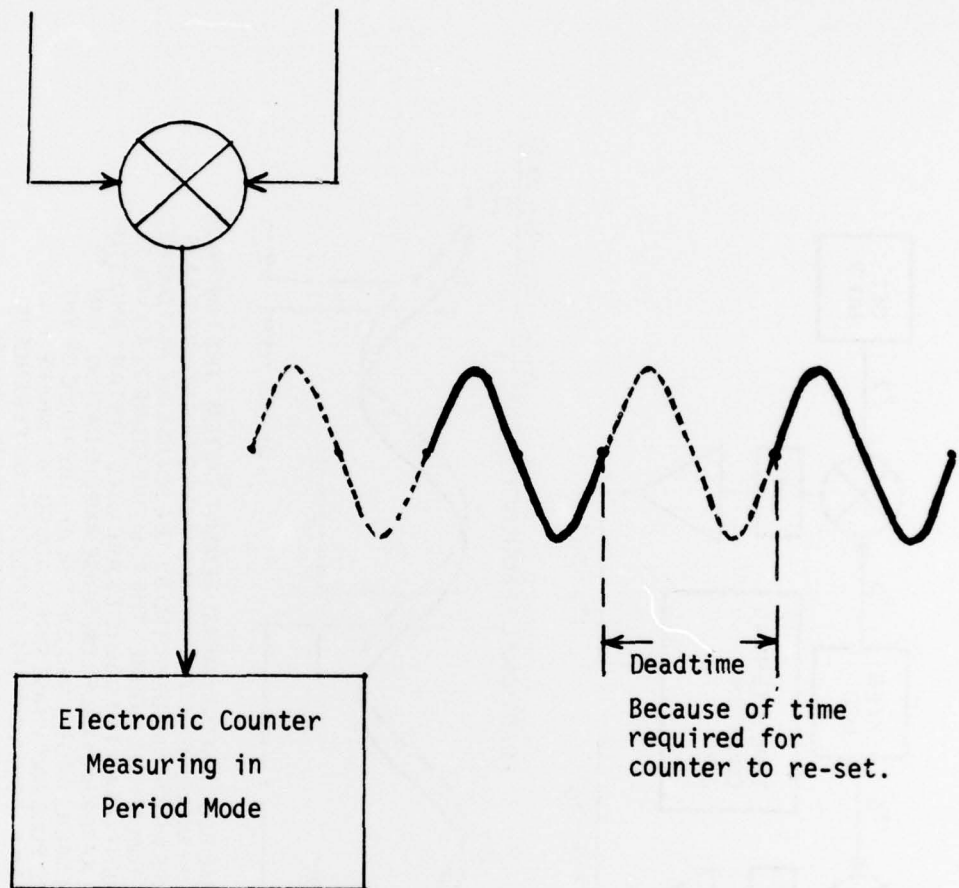 Electronic Counter
Measuring in
Period Mode
Deadtime
Because of time
required for
counter to re-set.